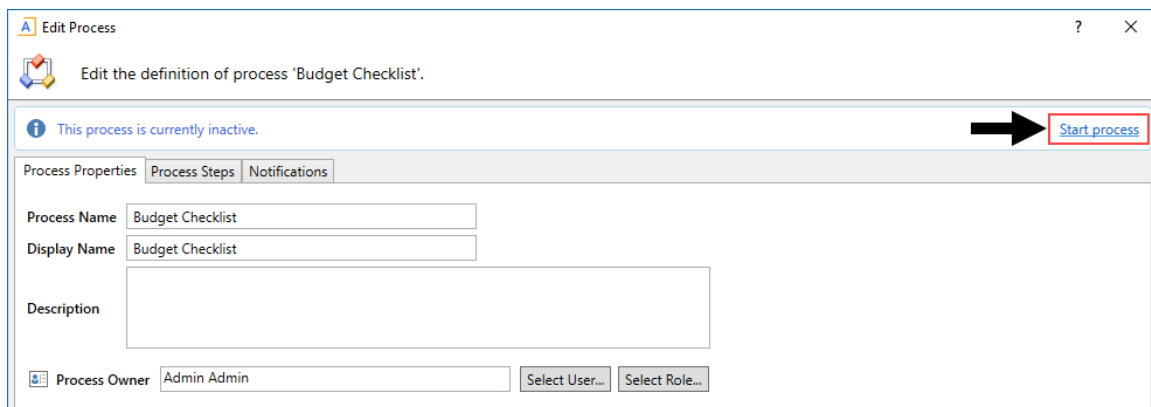 A Edit Process ?
Edit the definition of process 'Budget Checklist'.
i This process is currently inactive. Start process
Process Properties Process Steps Notifications
Process Name Budget Checklist
Display Name Budget Checklist
Description
Process Owner Admin Admin Select User... Select Role...